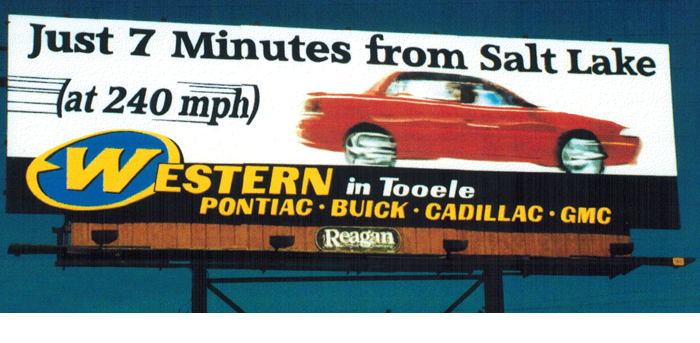 Just 7 Minutes from Salt Lake
(at 240 mph)
WESTERN in Tooele
PONTIAC · BUICK · CADILLAC · GMC
Reagan